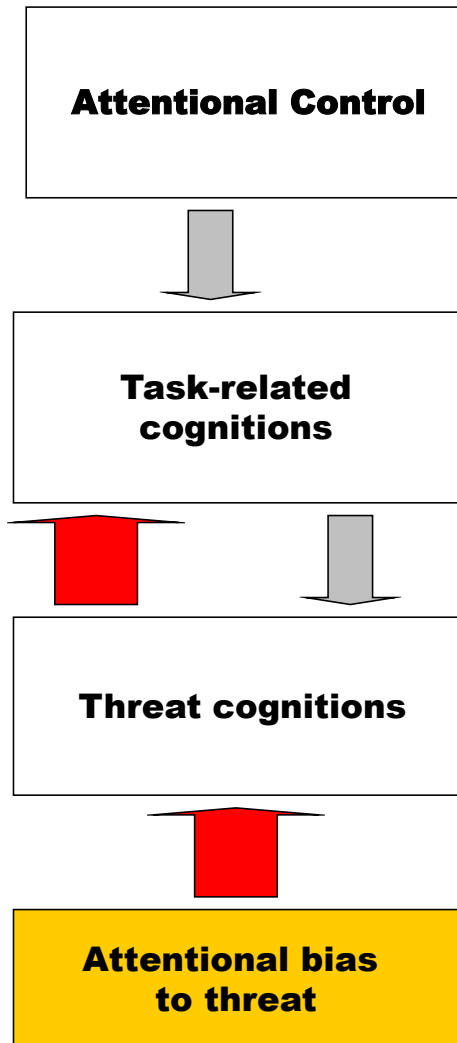 Attentional Control
Task-related
cognitions
Threat cognitions
Attentional bias
to threat